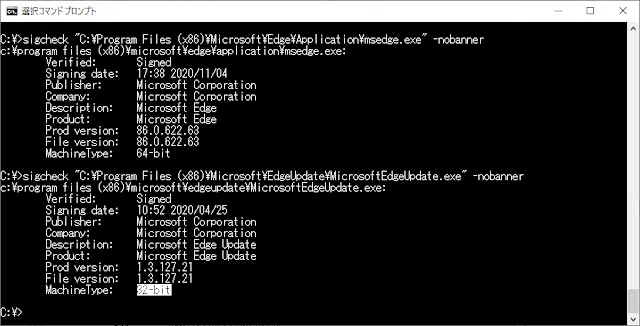 選択コマンド プロンプト
C:¥>sigcheck "C:¥Program Files (x86)¥Microsoft¥Edge¥Application¥msedge.exe" -nobanner
c:¥program files (x86)¥microsoft¥edge¥application¥msedge.exe:
Verified: Signed
Signing date: 17:38 2020/11/04
Publisher: Microsoft Corporation
Company: Microsoft Corporation
Description: Microsoft Edge
Product: Microsoft Edge
Prod version: 86.0.622.63
File version: 86.0.622.63
MachineType: 64-bit
C:¥>sigcheck "C:¥Program Files (x86)¥Microsoft¥EdgeUpdate¥MicrosoftEdgeUpdate.exe" -nobanner
c:¥program files (x86)¥microsoft¥edgeupdate¥MicrosoftEdgeUpdate.exe:
Verified: Signed
Signing date: 10:52 2020/04/25
Publisher: Microsoft Corporation
Company: Microsoft Corporation
Description: Microsoft Edge Update
Product: Microsoft Edge Update
Prod version: 1.3.127.21
File version: 1.3.127.21
MachineType: 32-bit
C:¥>